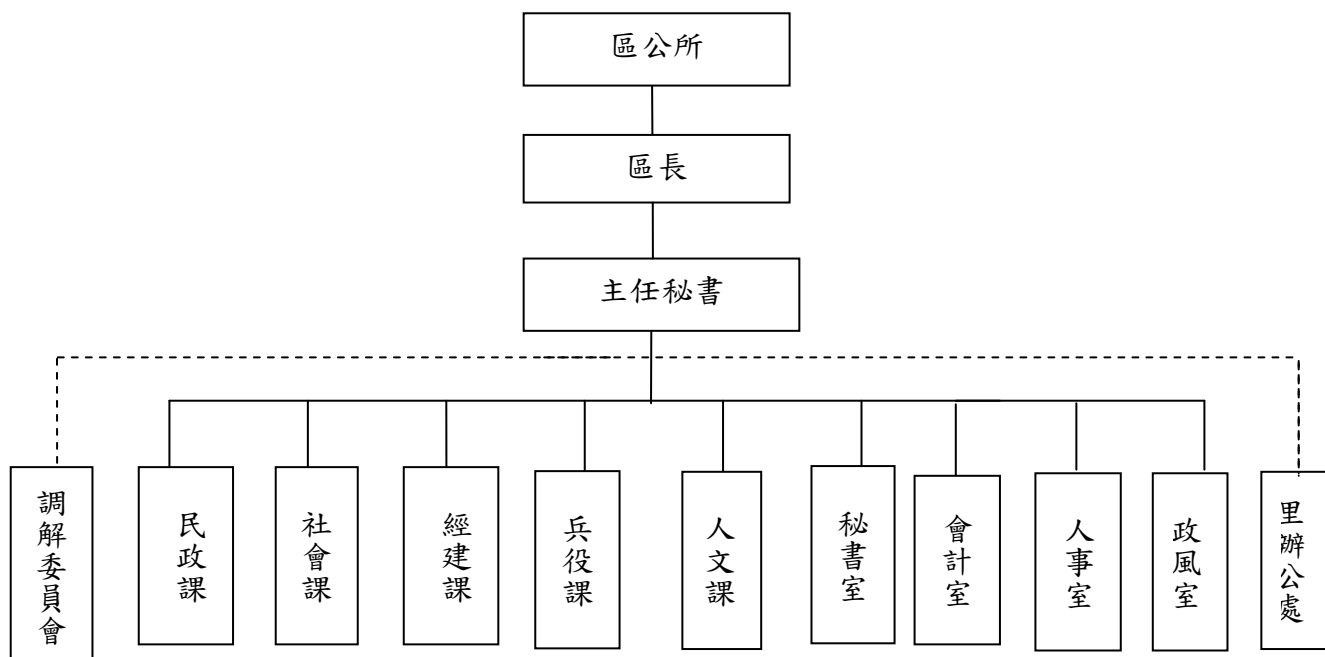 區公所
區長
主任秘書
調解委員會
民政課
社會課
經建課
兵役課
人文課
秘書室
會計室
人事室
政風室
里辦公處